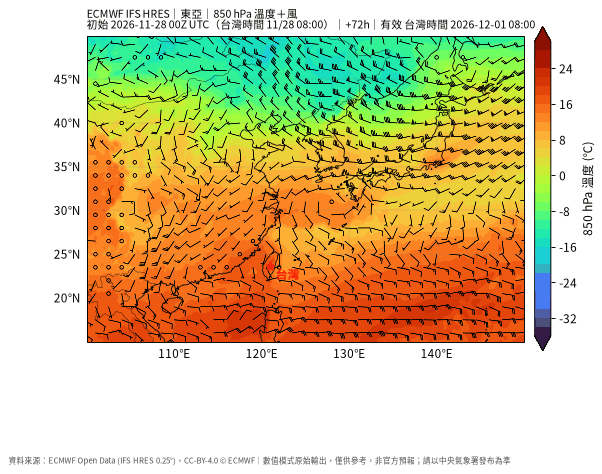 ECMWF IFS HRES｜東亞｜850 hPa 溫度＋風
初始 2026-11-28 00Z UTC（台灣時間 11/28 08:00）｜+72h｜有效 台灣時間 2026-12-01 08:00
45°N
40°N
35°N
30°N
25°N
20°N
110°E
120°E
130°E
140°E
台灣
24
16
8
0
-8
-16
-24
-32
850 hPa 溫度 (°C)
資料來源：ECMWF Open Data (IFS HRES 0.25°)，CC-BY-4.0 © ECMWF｜數值模式原始輸出，僅供參考，非官方預報；請以中央氣象署發布為準